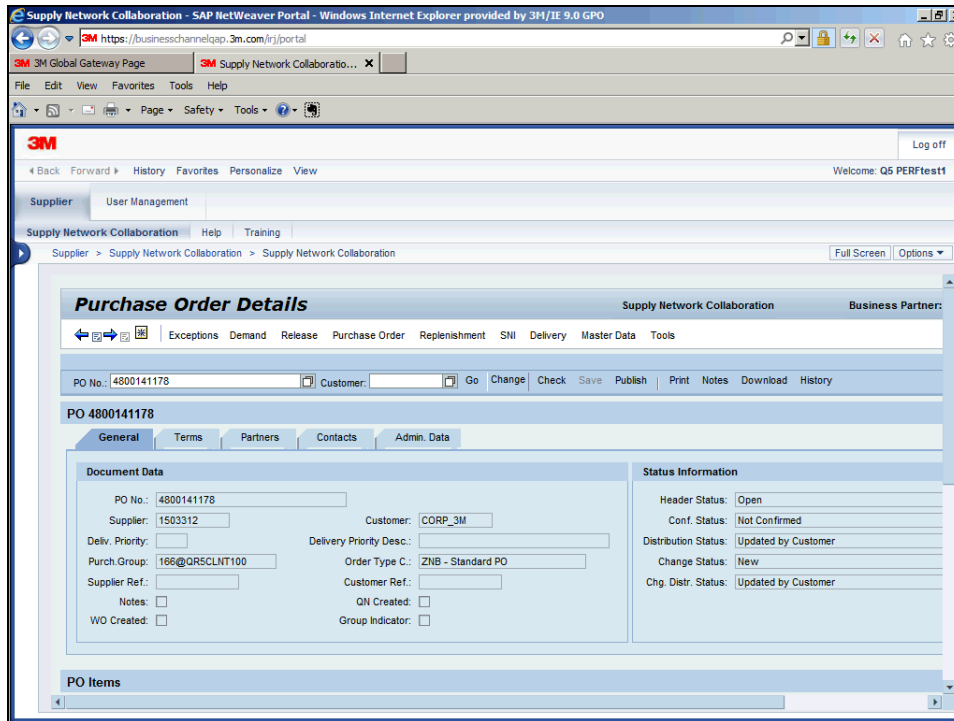 Supply Network Collaboration - SAP NetWeaver Portal - Windows Internet Explorer provided by 3M/IE 9.0 GPO
3M https://businesschannelqap.3m.com/irj/portal
3M 3M Global Gateway Page 3M Supply Network Collaboratio... X
File Edit View Favorites Tools Help
Page Safety Tools
3M Log off
Back Forward History Favorites Personalize View Welcome: Q5 PERFtest1
Supplier User Management
Supply Network Collaboration Help Training
Supplier > Supply Network Collaboration > Supply Network Collaboration Full Screen Options
Purchase Order Details Supply Network Collaboration Business Partner:
Exceptions Demand Release Purchase Order Replenishment SNI Delivery Master Data Tools
PO No.: 4800141178 Customer: Go Change Check Save Publish Print Notes Download History
PO 4800141178
General Terms Partners Contacts Admin. Data
Document Data Status Information
PO No.: 4800141178 Header Status: Open
Supplier: 1503312 Customer: CORP_3M Conf. Status: Not Confirmed
Deliv. Priority: Delivery Priority Desc.: Distribution Status: Updated by Customer
Purch.Group: 166@QR5CLNT100 Order Type C.: ZNB - Standard PO Change Status: New
Supplier Ref.: Customer Ref.: Chg. Distr. Status: Updated by Customer
Notes: QN Created:
WO Created: Group Indicator:
PO Items